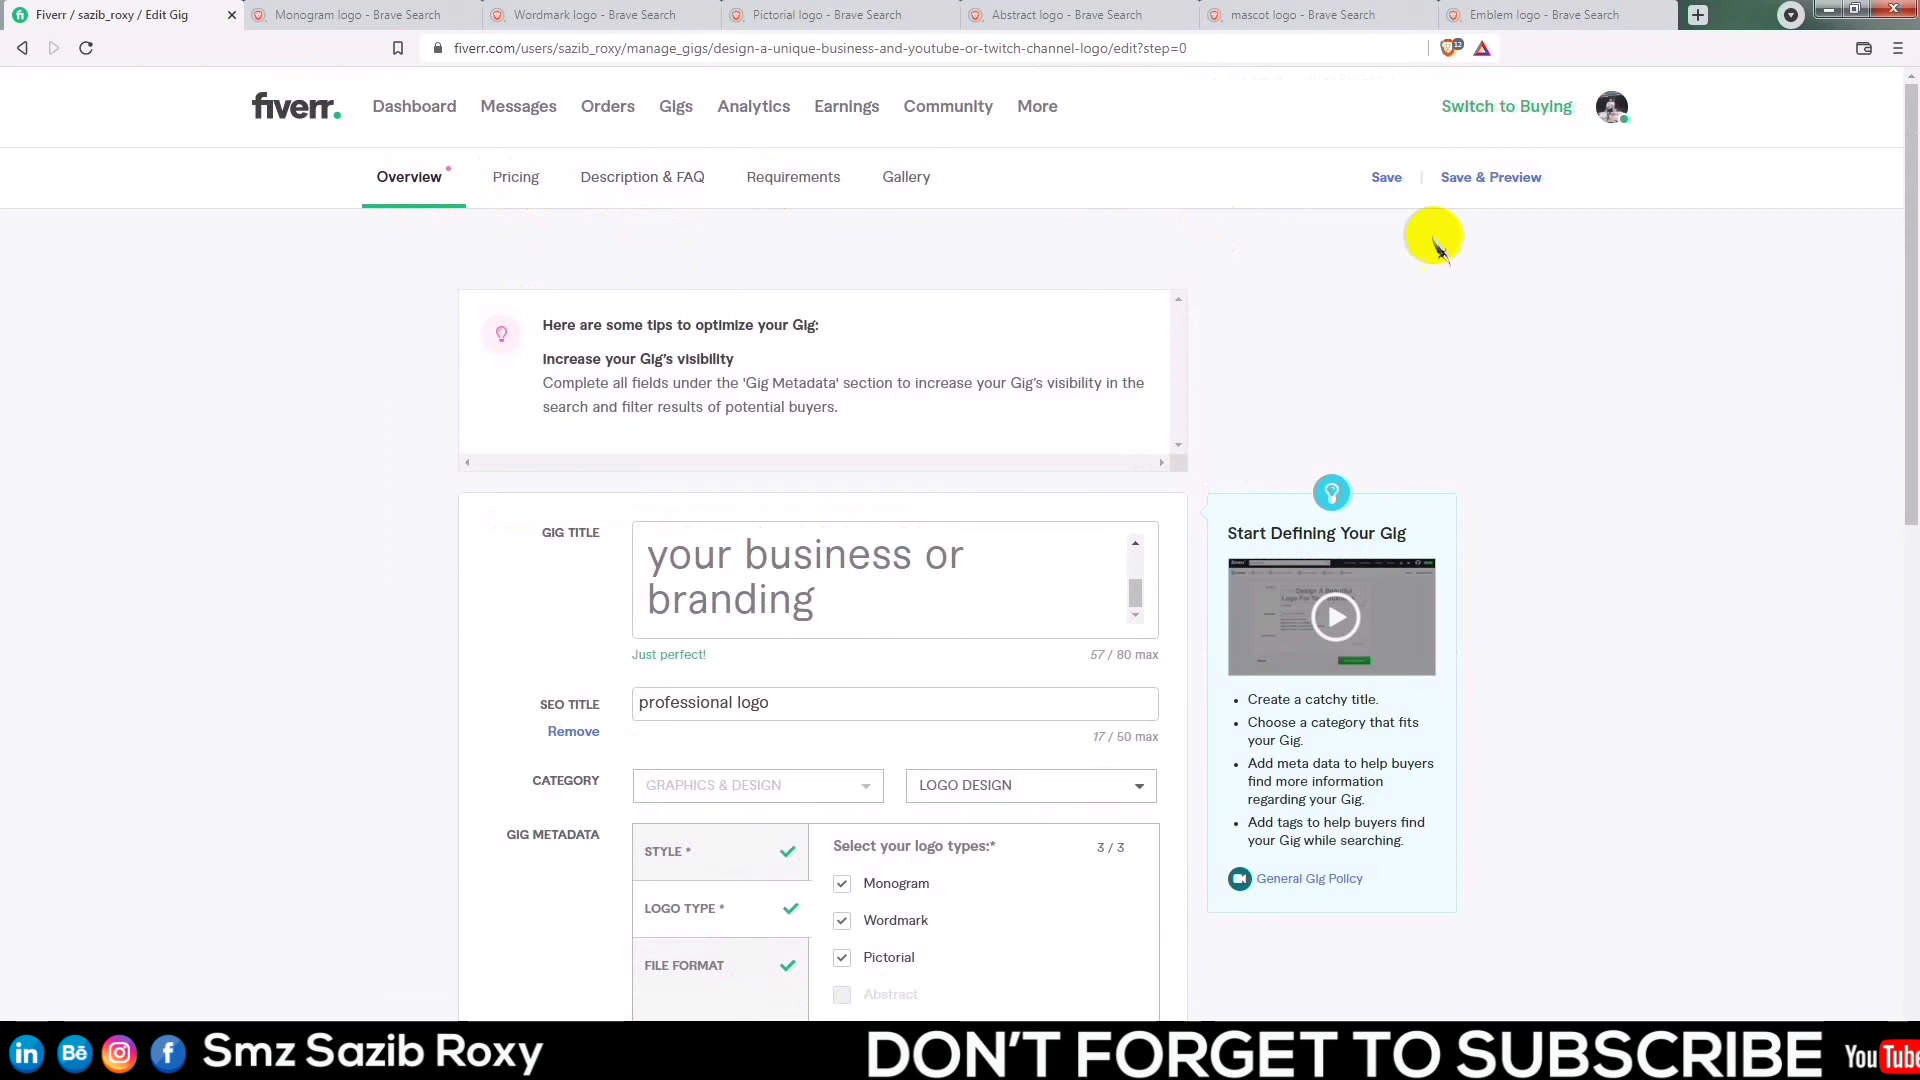 Fiverr / sazib_roxy / Edit Gig
Monogram logo - Brave Search
Wordmark logo - Brave Search
Pictorial logo - Brave Search
Abstract logo - Brave Search
mascot logo - Brave Search
Emblem logo - Brave Search
fiverr.com/users/sazib_roxy/manage_gigs/design-a-unique-business-and-youtube-or-twitch-channel-logo/edit?step=0
12
fiverr.
Dashboard
Messages
Orders
Gigs
Analytics
Earnings
Community
More
Switch to Buying
Overview
Pricing
Description & FAQ
Requirements
Gallery
Save
Save & Preview
Here are some tips to optimize your Gig:
Increase your Gig's visibility
Complete all fields under the 'Gig Metadata' section to increase your Gig's visibility in the
search and filter results of potential buyers.
GIG TITLE
your business or
branding
Just perfect!
57 / 80 max
SEO TITLE
Remove
professional logo
17 / 50 max
CATEGORY
GRAPHICS & DESIGN
LOGO DESIGN
GIG METADATA
STYLE *
LOGO TYPE *
FILE FORMAT
Select your logo types:*
3 / 3
Monogram
Wordmark
Pictorial
Abstract
Start Defining Your Gig
Create a catchy title.
Choose a category that fits
your Gig.
Add meta data to help buyers
find more information
regarding your Gig.
Add tags to help buyers find
your Gig while searching.
General Gig Policy
in
Bē
f
Smz Sazib Roxy
DON'T FORGET TO SUBSCRIBE
You Tube